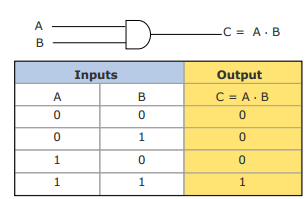 A
B
C = A · B
Inputs Output
A B C = A · B
0 0 0
0 1 0
1 0 0
1 1 1